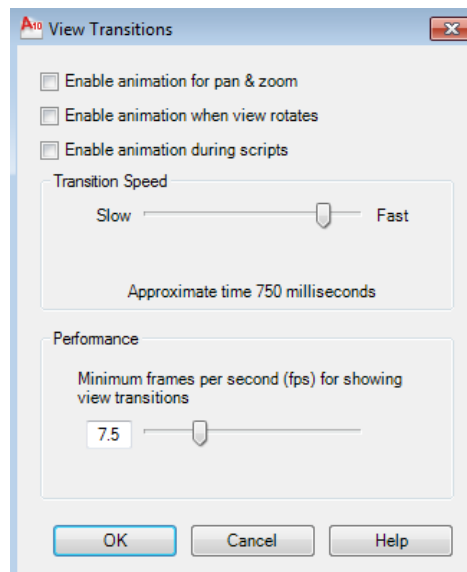 A10 View Transitions
Enable animation for pan & zoom
Enable animation when view rotates
Enable animation during scripts
Transition Speed
Slow Fast
Approximate time 750 milliseconds
Performance
Minimum frames per second (fps) for showing
view transitions
7.5
OK Cancel Help